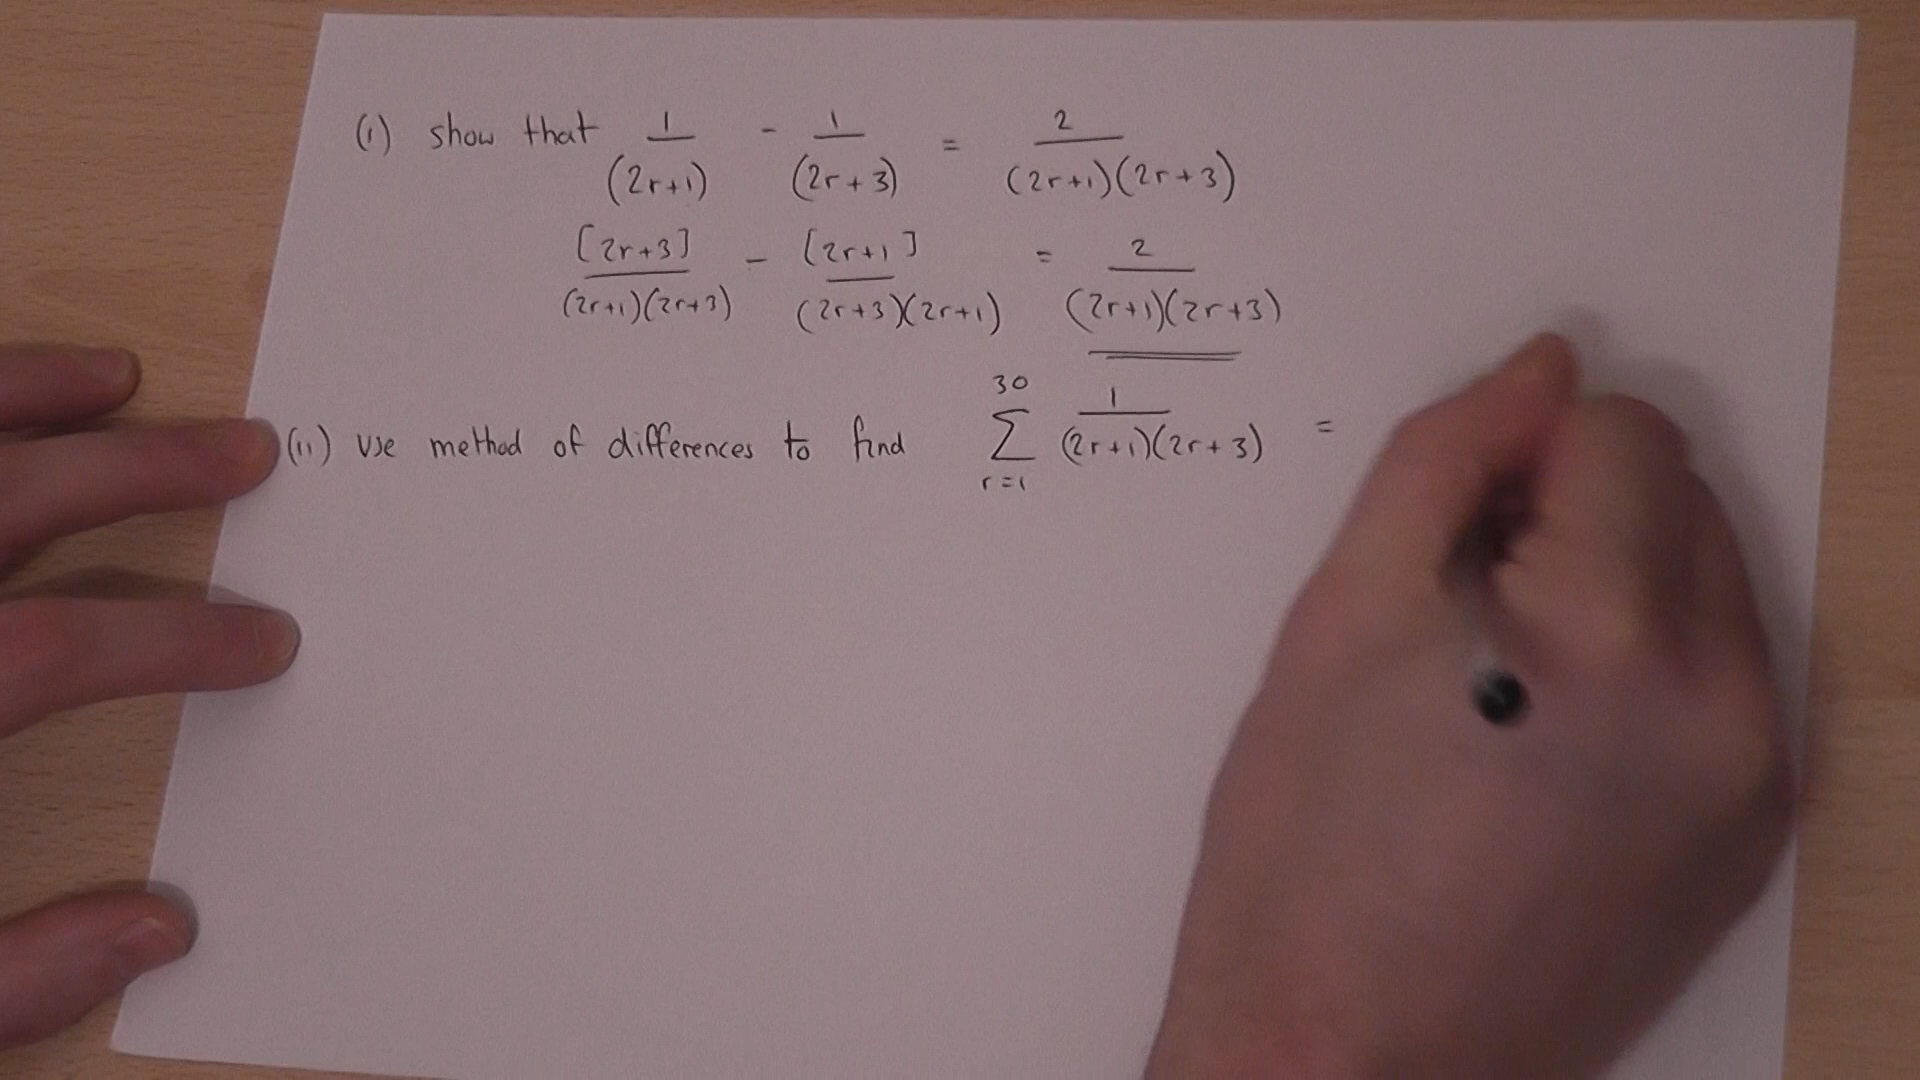 (i) show that 1/(2r+1) - 1/(2r+3) = 2/(2r+1)(2r+3)
[2r+3]/(2r+1)(2r+3) - [2r+1]/(2r+3)(2r+1) = 2/(2r+1)(2r+3)
(ii) use method of differences to find 30 ∑ r=1 1/(2r+1)(2r+3) =